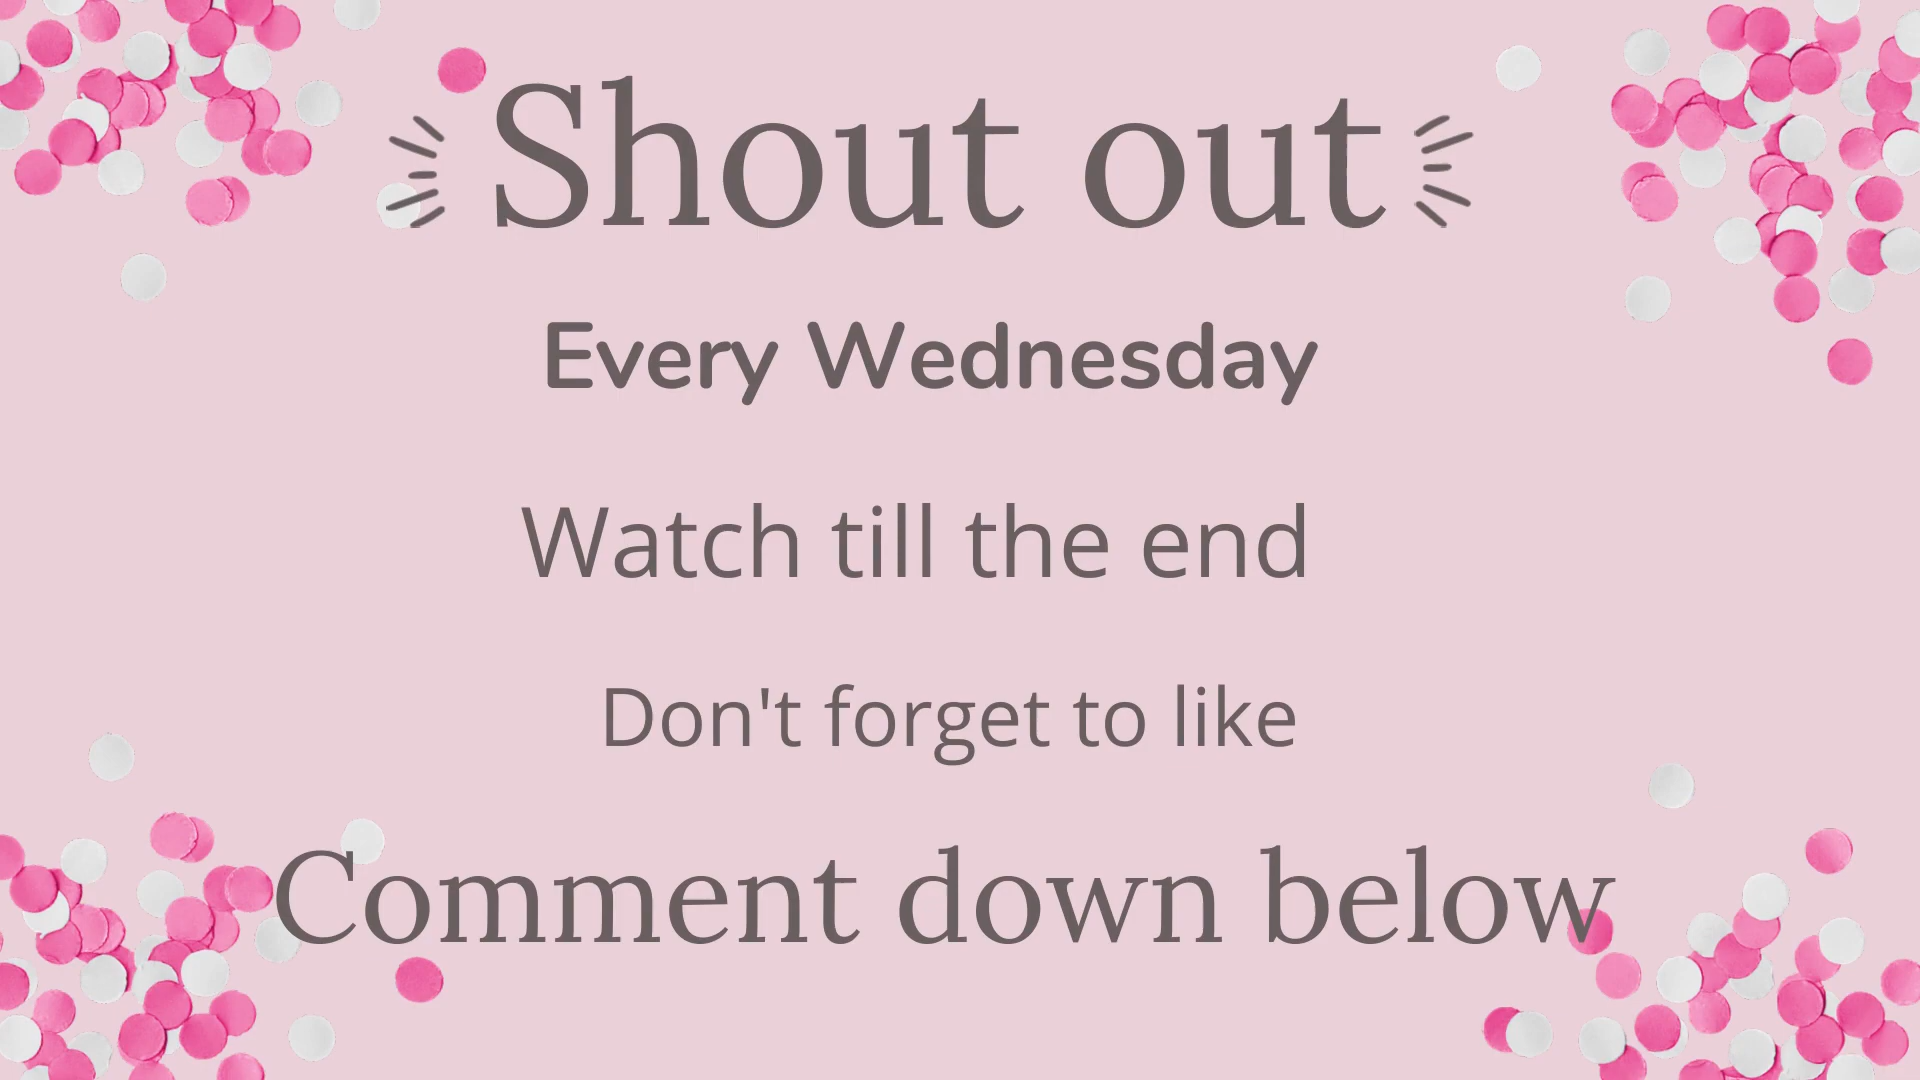 Shout out
Every Wednesday
Watch till the end
Don't forget to like
Comment down below